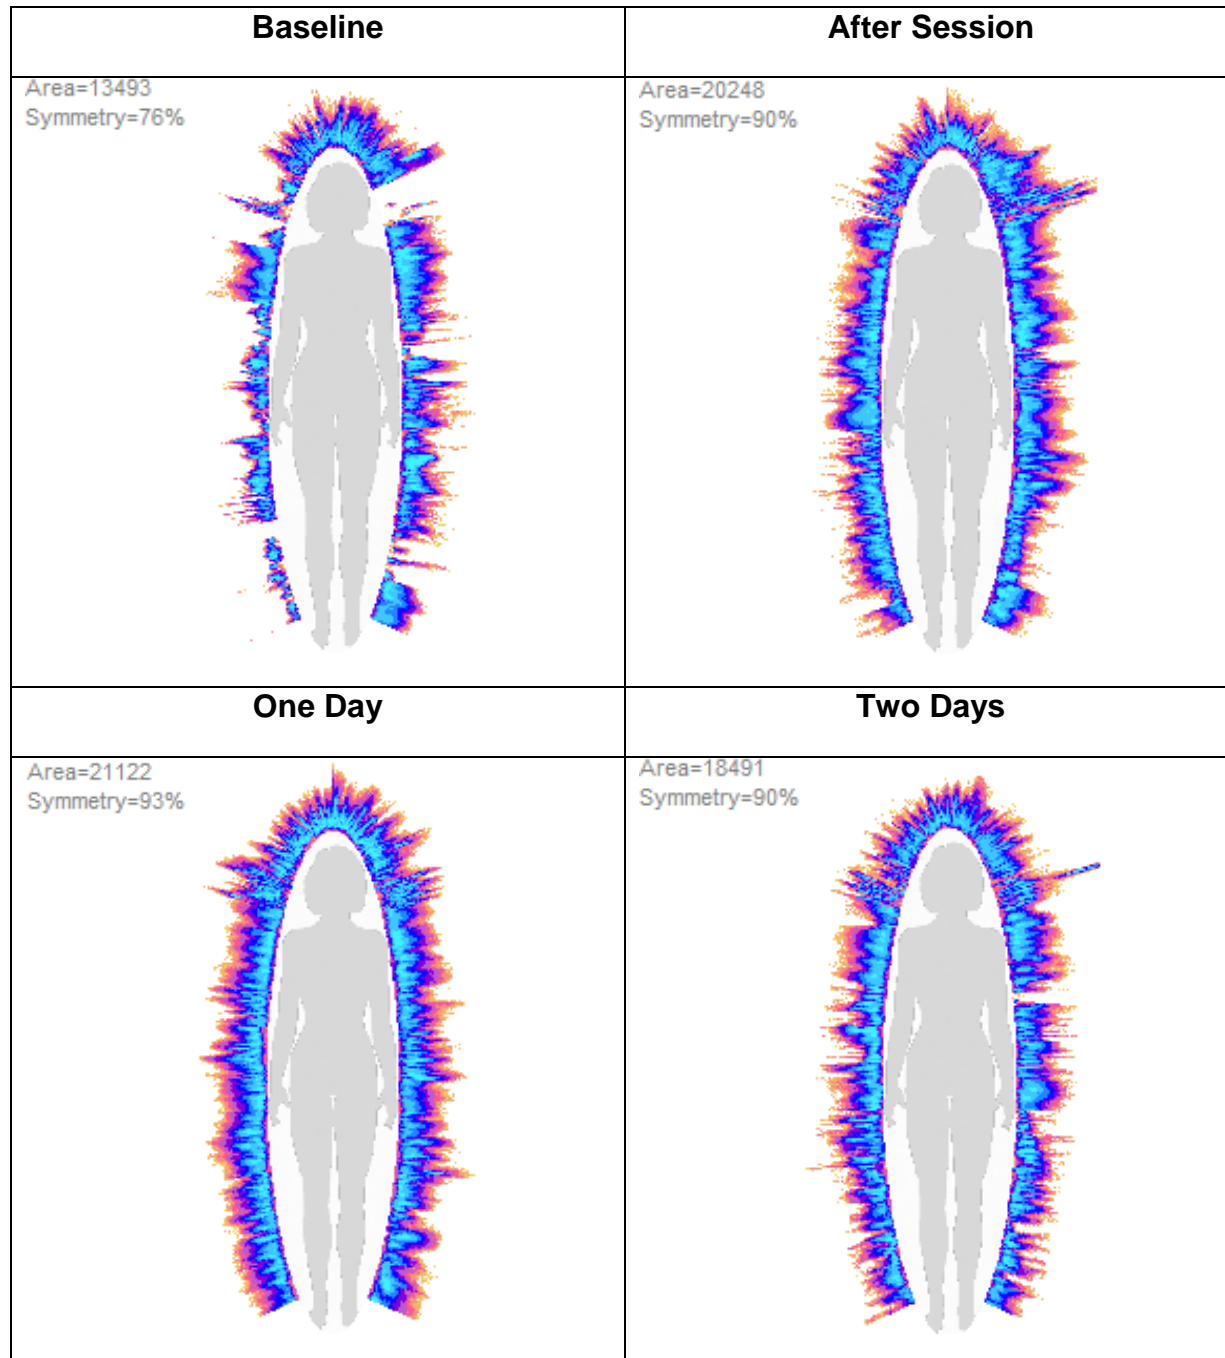 Baseline
After Session
Area=13493
Symmetry=76%
Area=20248
Symmetry=90%
One Day
Two Days
Area=21122
Symmetry=93%
Area=18491
Symmetry=90%